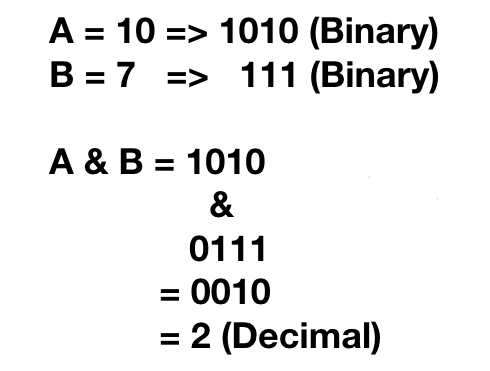 A = 10 => 1010 (Binary)
B = 7 => 111 (Binary)
A & B = 1010
&
0111
= 0010
= 2 (Decimal)